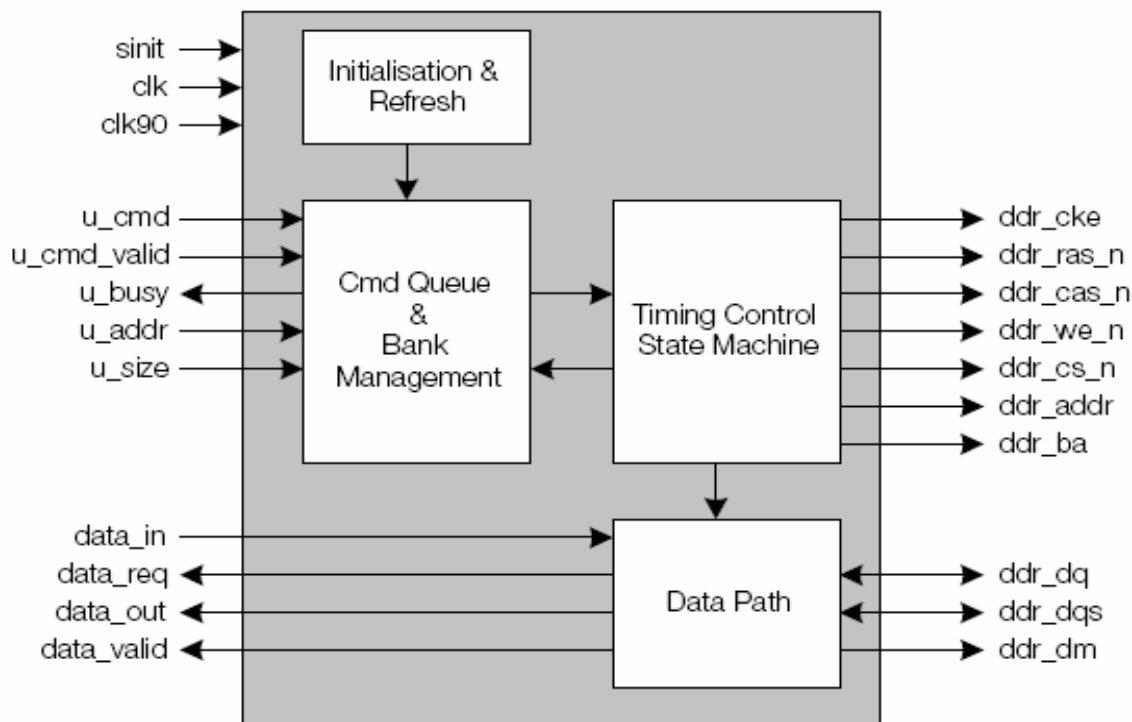 sinit
clk
clk90
Initialisation &
Refresh
u_cmd
u_cmd_valid
u_busy
u_addr
u_size
Cmd Queue
&
Bank
Management
Timing Control
State Machine
ddr_cke
ddr_ras_n
ddr_cas_n
ddr_we_n
ddr_cs_n
ddr_addr
ddr_ba
data_in
data_req
data_out
data_valid
Data Path
ddr_dq
ddr_dqs
ddr_dm